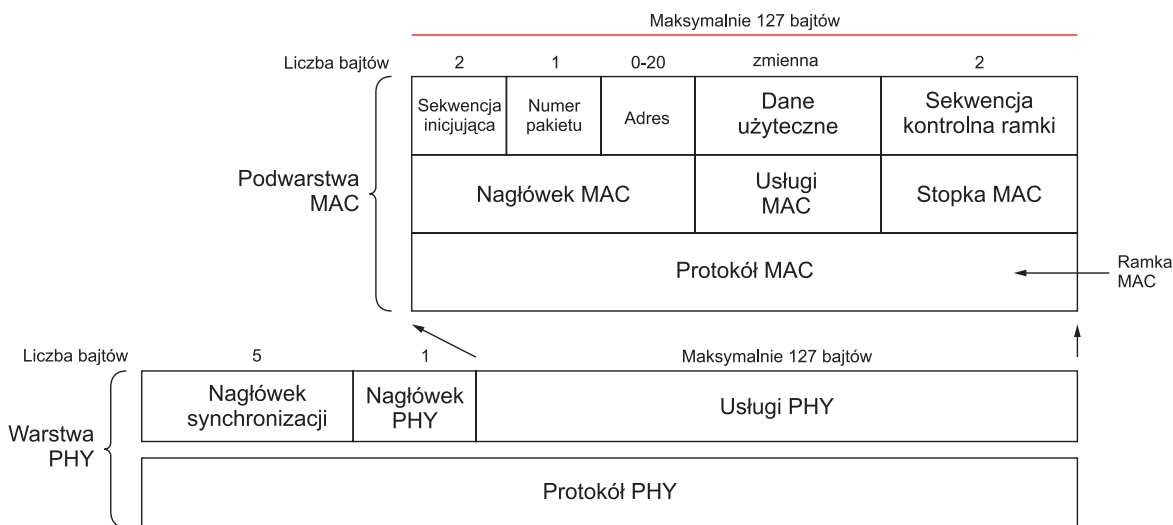 Maksymalnie 127 bajtów
Liczba bajtów 2 1 0-20 zmienna 2
Sekwencja inicjująca
Numer pakietu
Adres
Dane użyteczne
Sekwencja kontrolna ramki
Podwarstwa MAC
Nagłówek MAC
Usługi MAC
Stopka MAC
Protokół MAC
Ramka MAC
Liczba bajtów 5 1 Maksymalnie 127 bajtów
Warstwa PHY
Nagłówek synchronizacji
Nagłówek PHY
Usługi PHY
Protokół PHY